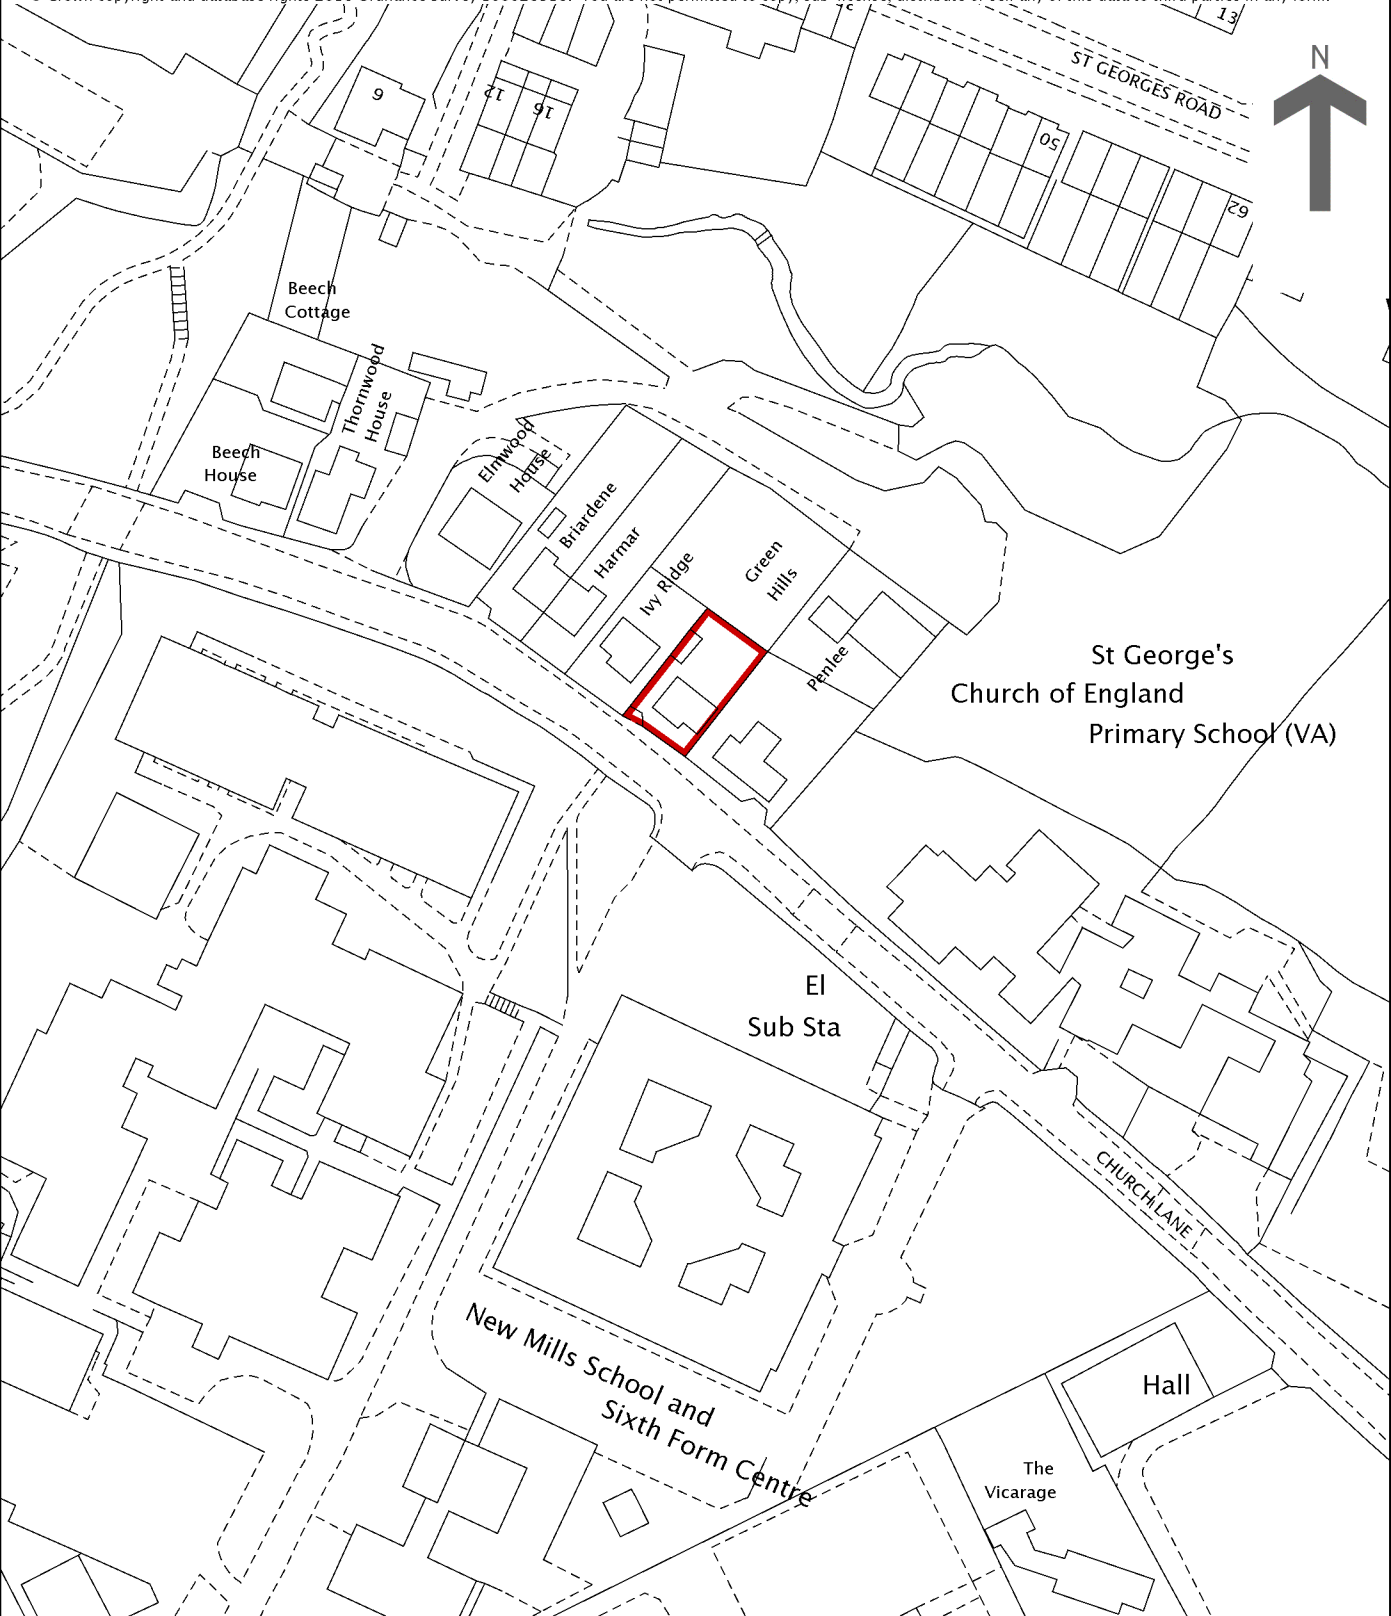 13
ST GEORGES ROAD
N
6
12
16
50
62
Beech
Cottage
Thornwood
House
Beech
House
Elmwood
House
Briardene
Harmar
Ivy Ridge
Green
Hills
Penlee
St George's
Church of England
Primary School (VA)
El
Sub Sta
CHURCH LANE
New Mills School and
Sixth Form Centre
Hall
The
Vicarage